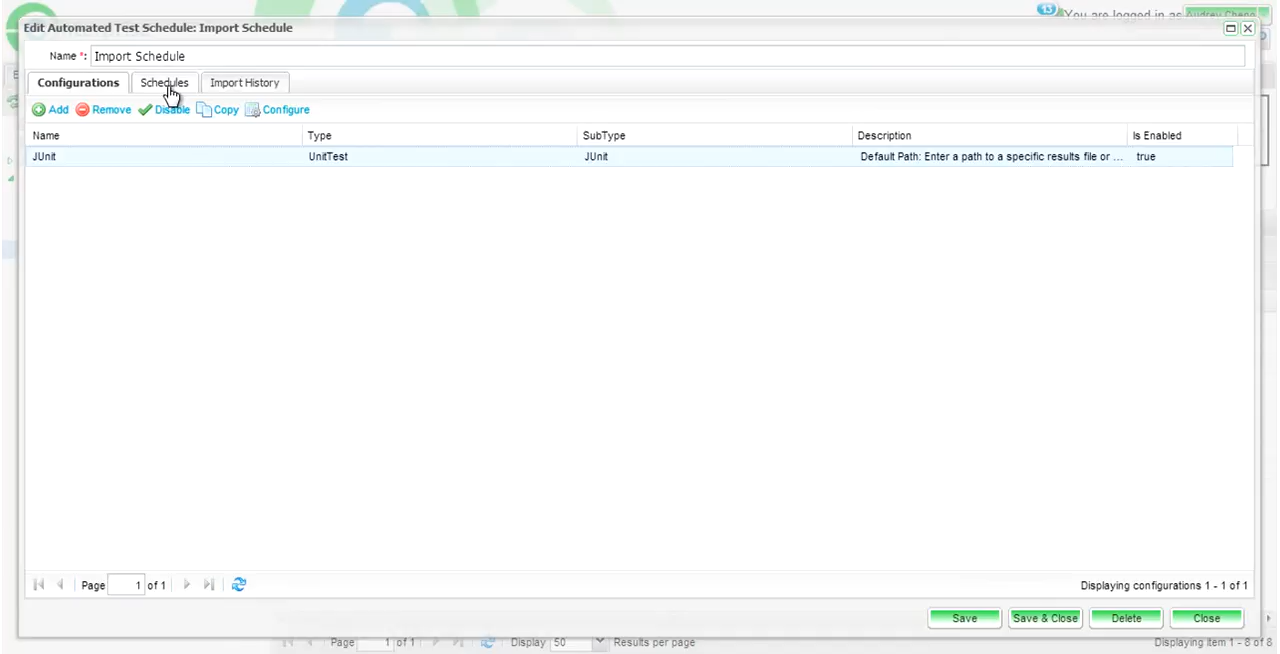 You are logged in as Audrey Cheng
13
Edit Automated Test Schedule: Import Schedule
Name *: Import Schedule
Configurations Schedules Import History
Add Remove Disable Copy Configure
Name Type SubType Description Is Enabled
JUnit UnitTest JUnit Default Path: Enter a path to a specific results file or ... true
Page 1 of 1 Displaying configurations 1 - 1 of 1
Save Save & Close Delete Close
Page 1 of 1 Display 50 Results per page Displaying item 1 - 8 of 8